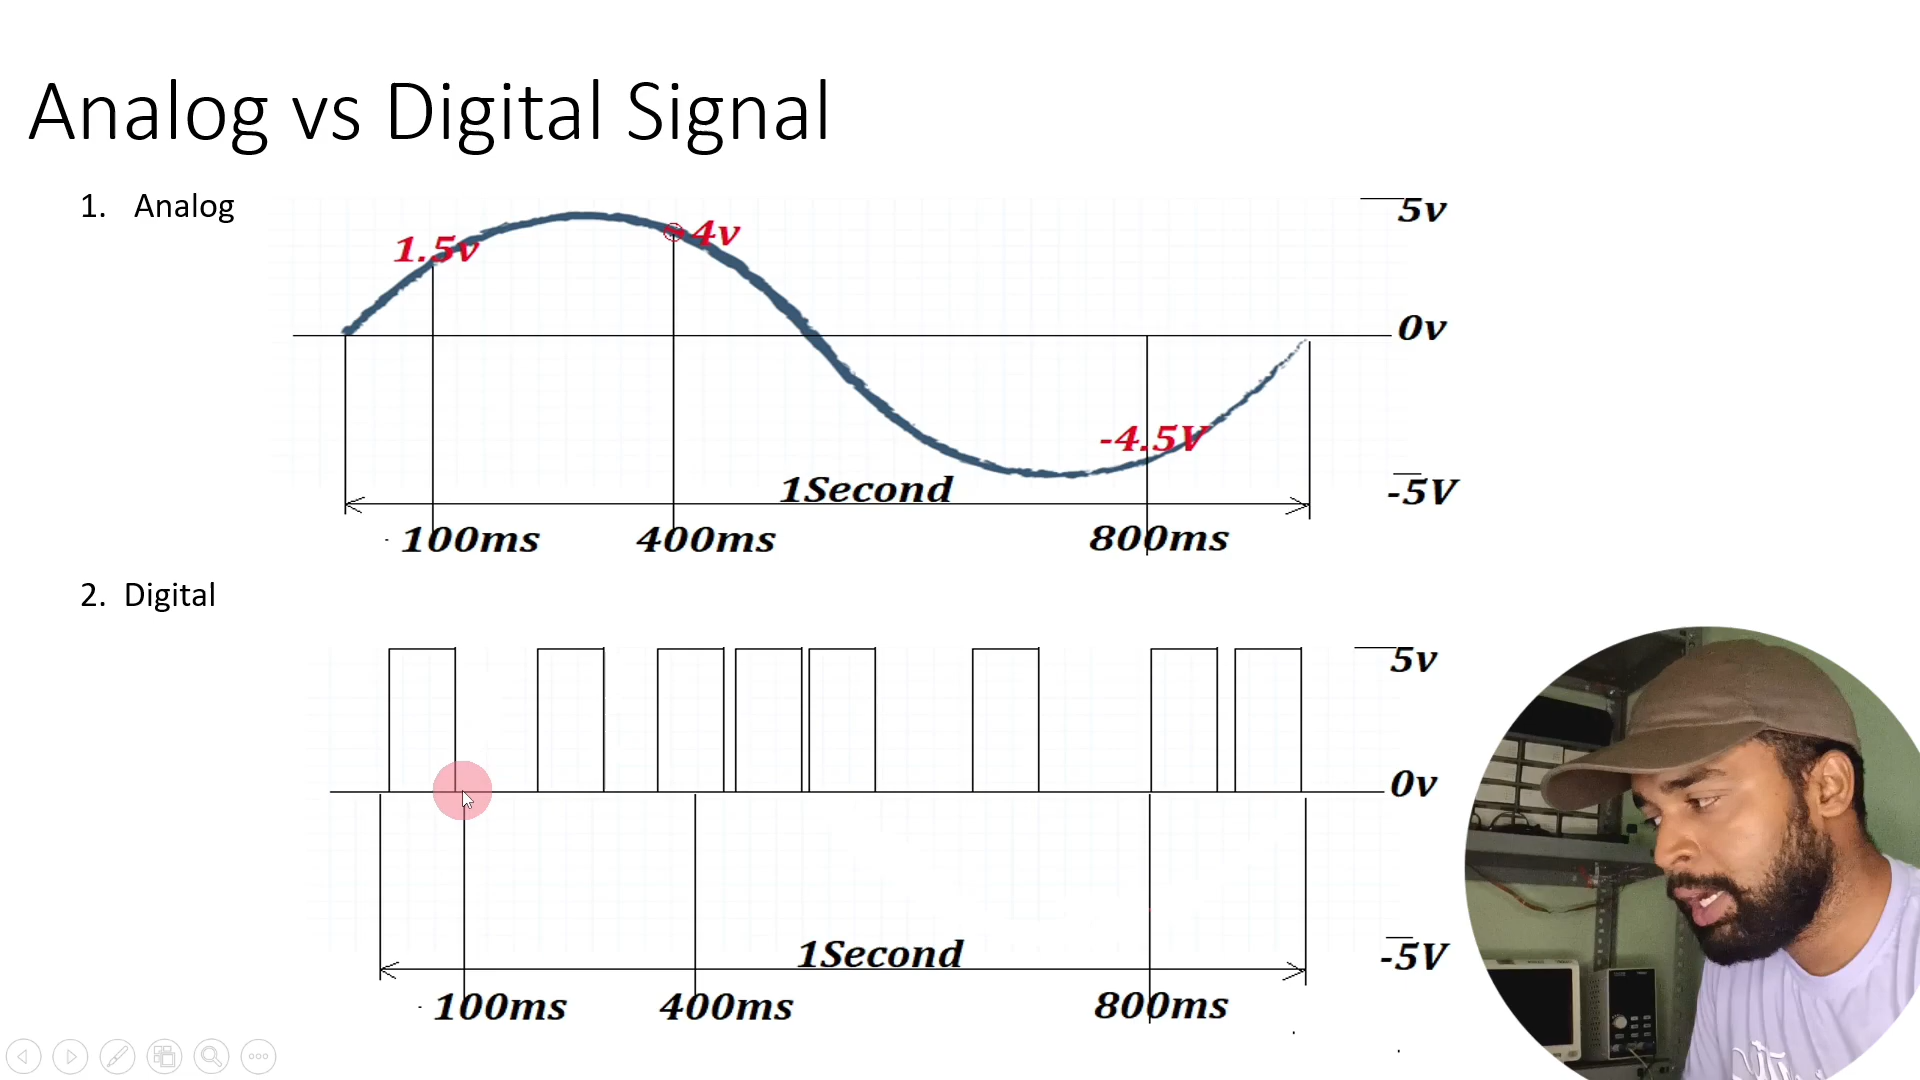 Analog vs Digital Signal
1. Analog
5v
1.5v
4v
0v
-4.5V
1Second
-5V
100ms
400ms
800ms
2. Digital
5v
0v
1Second
-5V
100ms
400ms
800ms